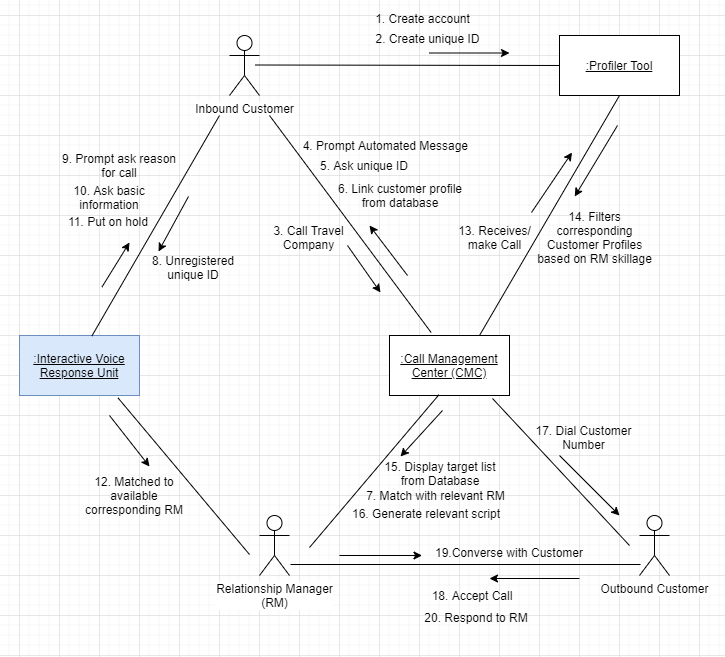 1. Create account
2. Create unique ID
:Profiler Tool
Inbound Customer
9. Prompt ask reason
for call
10. Ask basic
information
11. Put on hold
8. Unregistered
unique ID
4. Prompt Automated Message
5. Ask unique ID
6. Link customer profile
from database
3. Call Travel
Company
13. Receives/
make Call
14. Filters
corresponding
Customer Profiles
based on RM skillage
:Interactive Voice
Response Unit
:Call Management
Center (CMC)
12. Matched to
available
corresponding RM
15. Display target list
from Database
7. Match with relevant RM
16. Generate relevant script
17. Dial Customer
Number
19.Converse with Customer
Relationship Manager
(RM)
Outbound Customer
18. Accept Call
20. Respond to RM